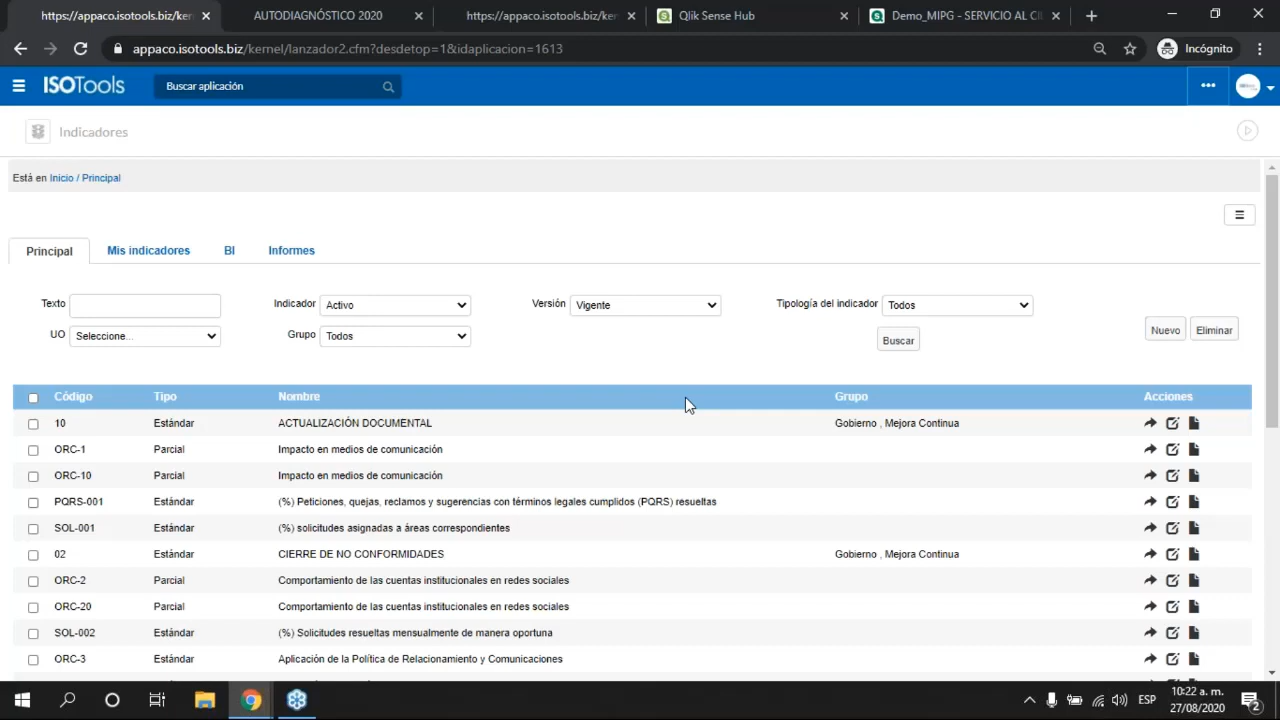 https://appaco.isotools.biz/ker
AUTODIAGNÓSTICO 2020
https://appaco.isotools.biz/ke
Qlik Sense Hub
Demo_MIPG - SERVICIO AL CI
appaco.isotools.biz/kernel/lanzador2.cfm?desdetop=1&idaplicacion=1613
Incógnito
ISOTools
Buscar aplicación
Indicadores
Está en Inicio / Principal
Principal
Mis indicadores
BI
Informes
Texto
Indicador
Activo
Versión
Vigente
Tipología del indicador
Todos
UO
Seleccione...
Grupo
Todos
Buscar
Nuevo
Eliminar
Código Tipo Nombre Grupo Acciones
10 Estándar ACTUALIZACIÓN DOCUMENTAL Gobierno , Mejora Continua
ORC-1 Parcial Impacto en medios de comunicación
ORC-10 Parcial Impacto en medios de comunicación
PQRS-001 Estándar (%) Peticiones, quejas, reclamos y sugerencias con términos legales cumplidos (PQRS) resueltas
SOL-001 Estándar (%) solicitudes asignadas a áreas correspondientes
02 Estándar CIERRE DE NO CONFORMIDADES Gobierno , Mejora Continua
ORC-2 Parcial Comportamiento de las cuentas institucionales en redes sociales
ORC-20 Parcial Comportamiento de las cuentas institucionales en redes sociales
SOL-002 Estándar (%) Solicitudes resueltas mensualmente de manera oportuna
ORC-3 Estándar Aplicación de la Política de Relacionamiento y Comunicaciones
ESP
10:22 a. m.
27/08/2020
2